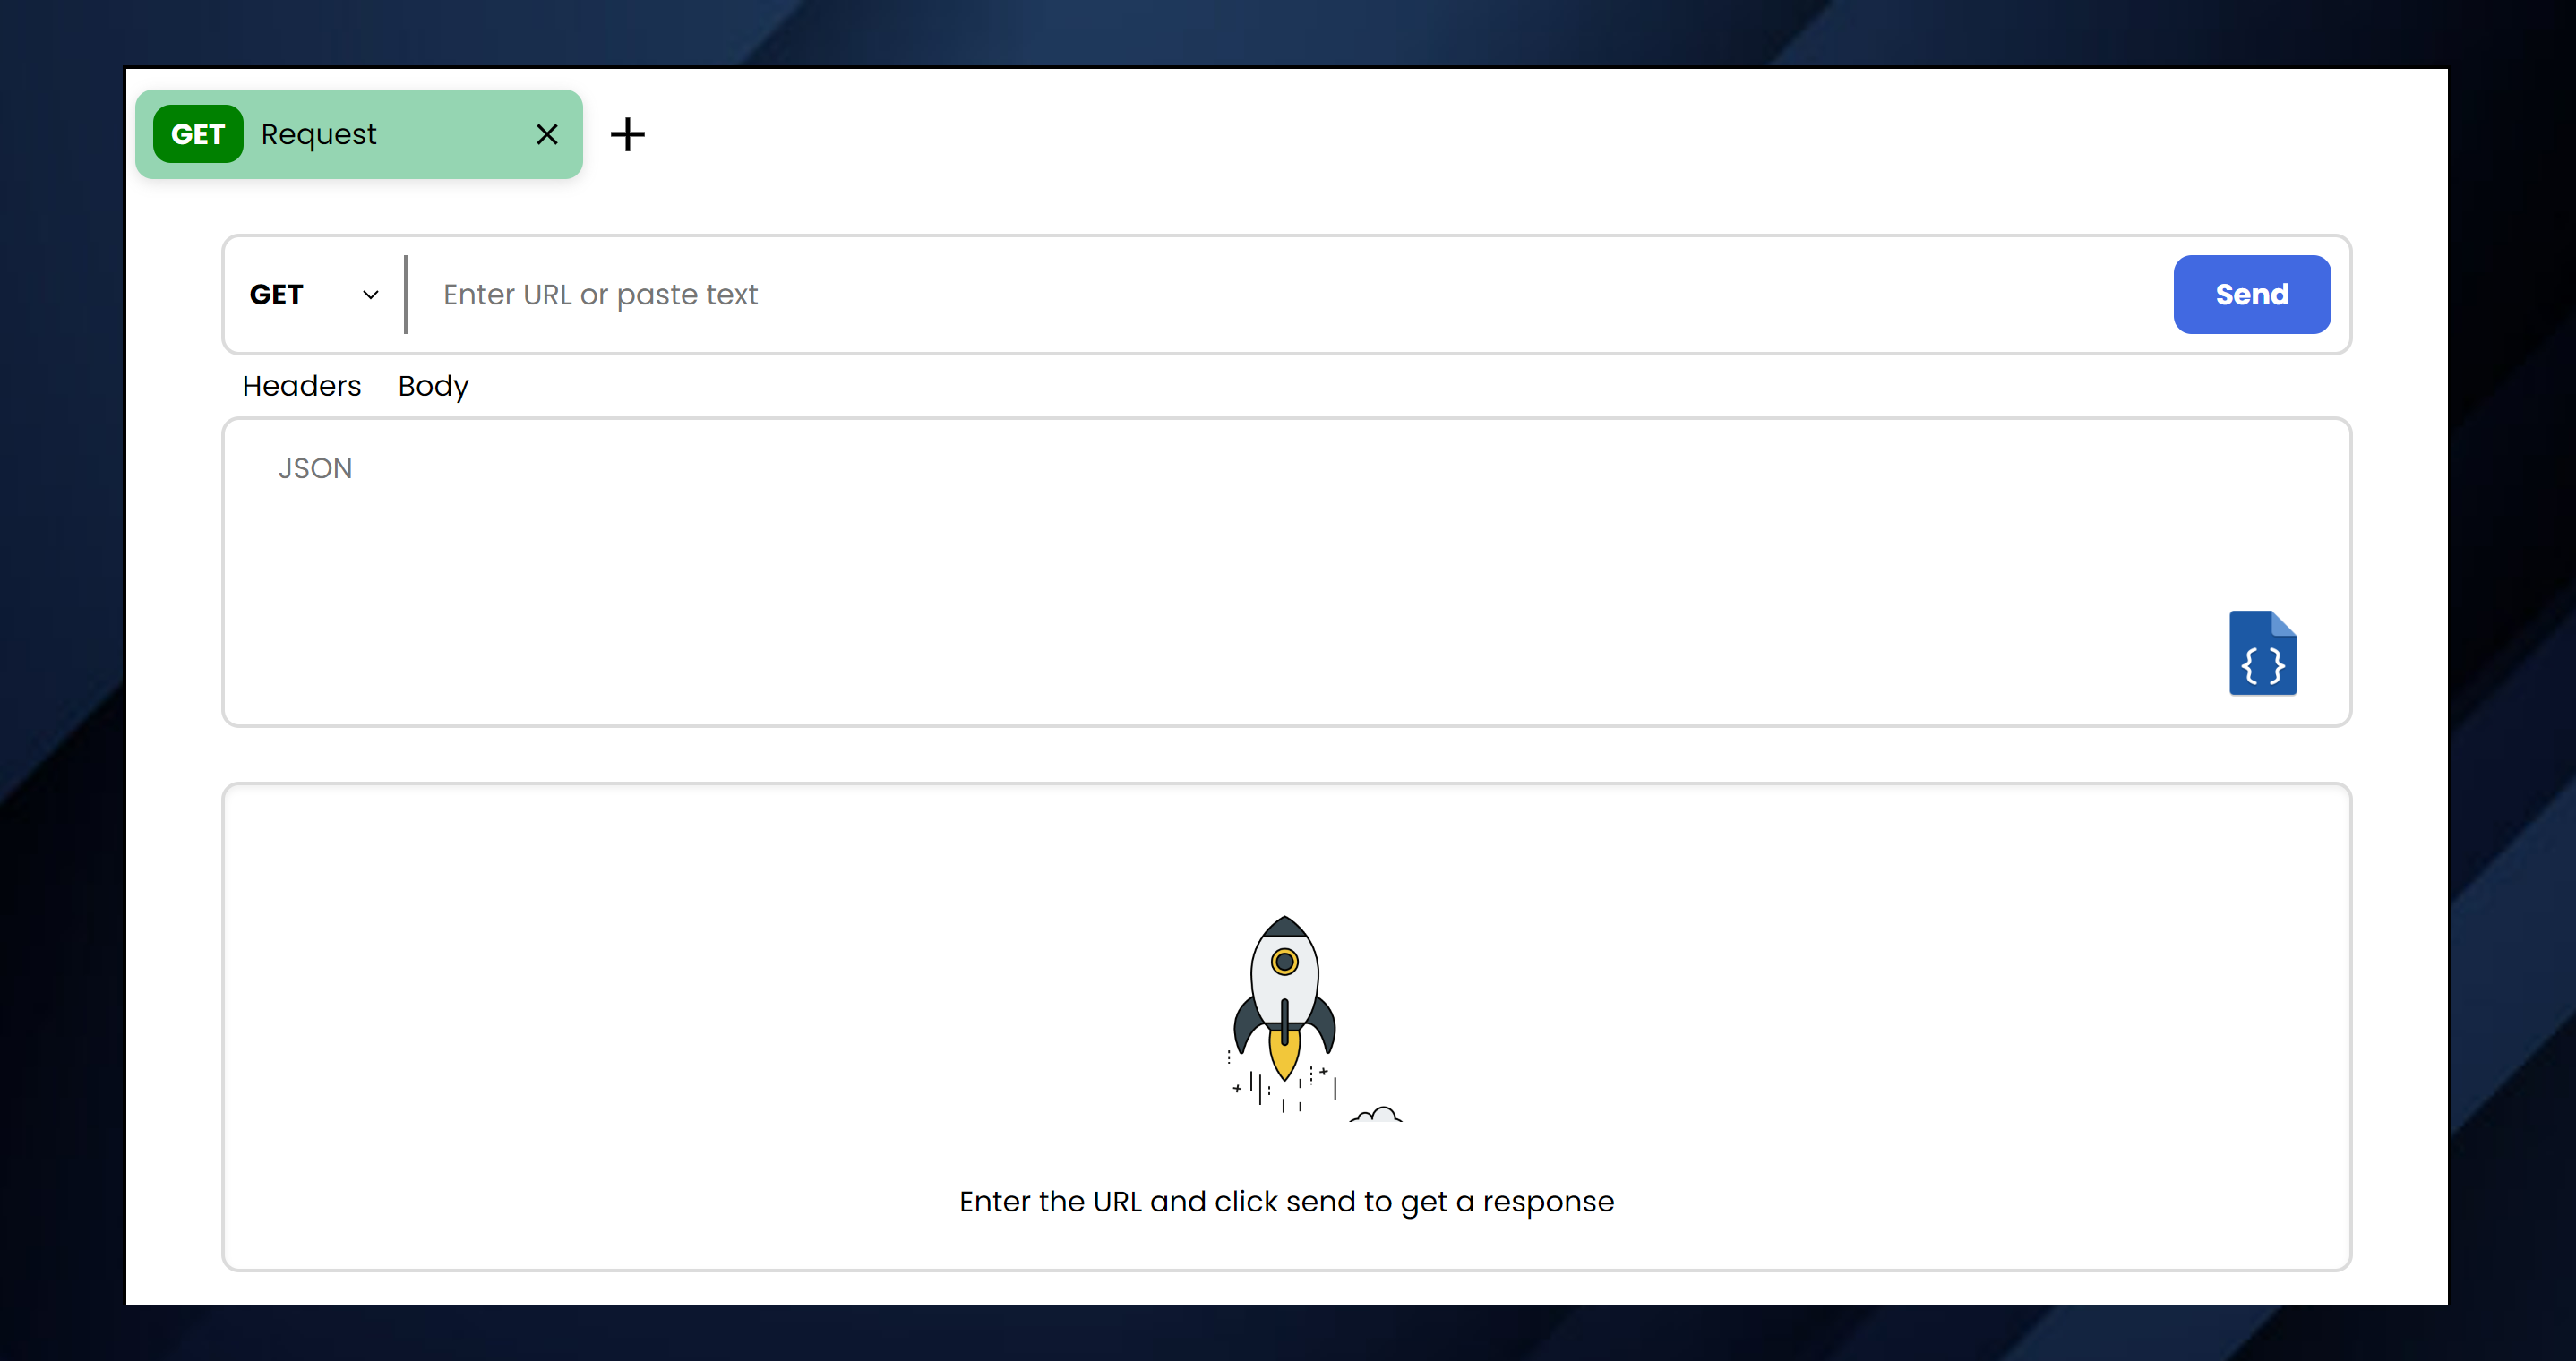 GET Request
GET Enter URL or paste text Send
Headers Body
JSON
{ }
Enter the URL and click send to get a response